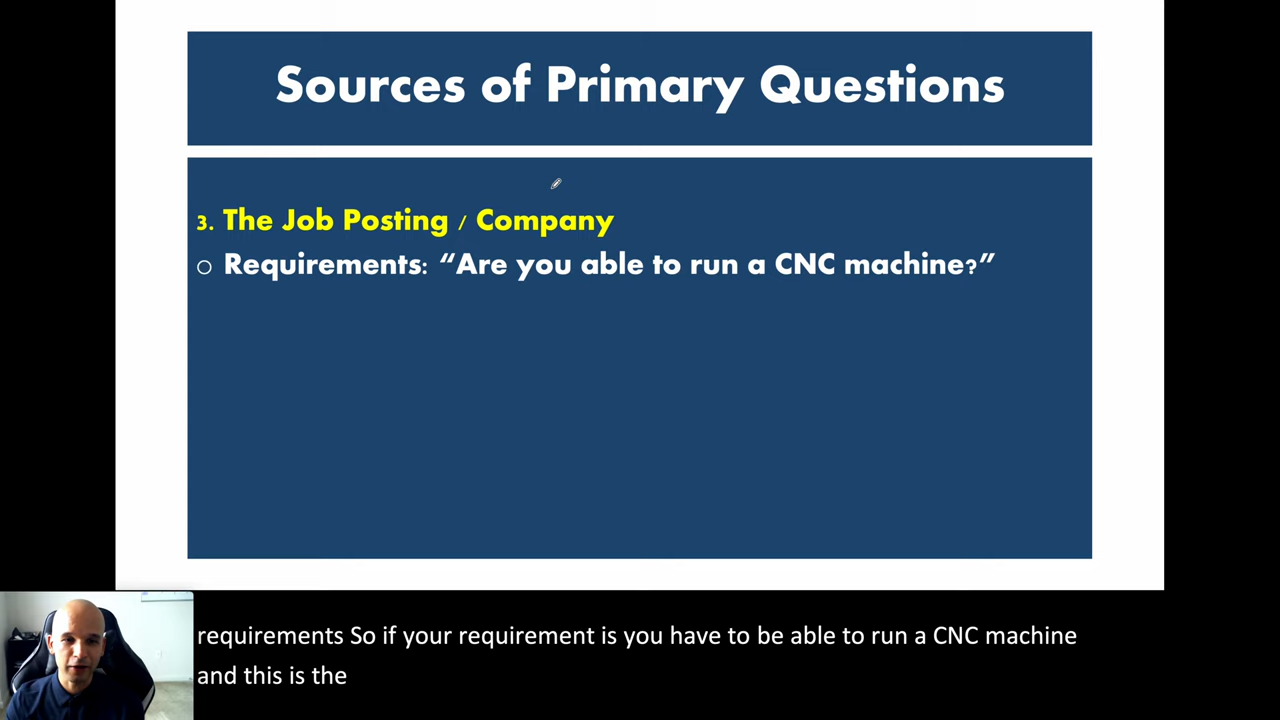 Sources of Primary Questions
3. The Job Posting / Company
o Requirements: “Are you able to run a CNC machine?”
requirements So if your requirement is you have to be able to run a CNC machine
and this is the